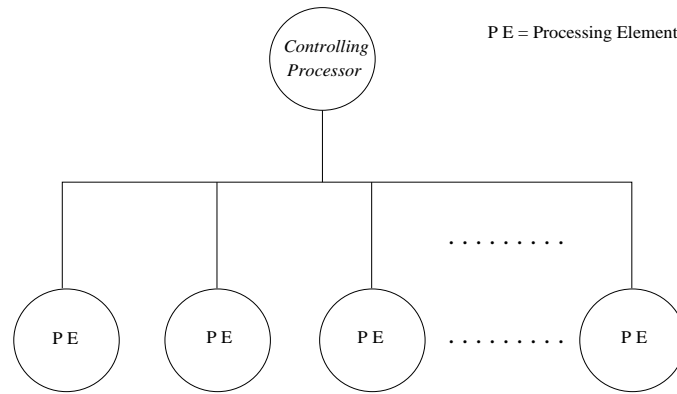 Controlling
Processor
P E = Processing Element
. . . . . . . . .
P E
P E
P E
. . . . . . . . .
P E